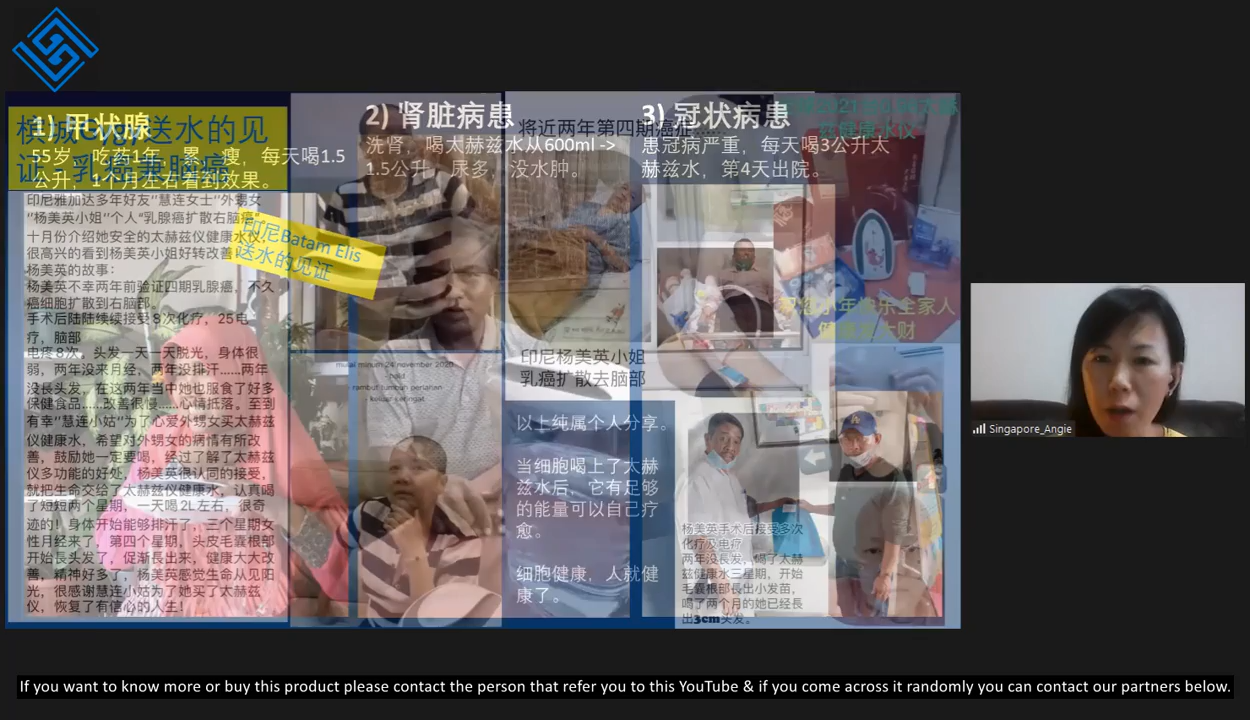 1) 甲状腺
55岁，吃药1年，累，瘦，每天喝1.5
公升，1个月左右看到效果。
2) 肾脏病患
洗肾，喝太赫兹水从600ml ->
1.5公升，尿多，没水肿。
3) 冠状病患
患冠病严重，每天喝3公升太
赫兹水，第4天出院。
送水的见
证：乳癌兼脑癌
印尼雅加达多年好友"慧连女士"外甥女
"杨美英小姐"个人"乳腺癌扩散右脑癌"
十月份介绍她安全的太赫兹仪健康水仪，
很高兴的看到杨美英小姐好转改善
杨美英的故事：
杨美英不幸两年前验证四期乳腺癌，不久
癌细胞扩散到右脑部。
手术后陆陆续续接受8次化疗，25电
疗，脑部
电疼8次，头发一天一天脱光，身体很
弱，两年没来月经、两年没排汗......两年
没長头发，在这两年当中她也服食了好多
保健食品......改善很慢......心情抵落。至到
有幸"慧连小姑"为了心爱外甥女买太赫兹
仪健康水，希望对外甥女的病情有所改
善，鼓励她一定要喝，经过了解了太赫兹
仪多功能的好处，杨美英很认同的接受，
就把生命交给了太赫兹仪健康水，认真喝
了短短两个星期，一天喝2L左右，很奇
迹的！身体开始能够排汗了，三个星期女
性月经来了，第四个星期，头皮毛囊根部
开始長头发了，促渐長出来，健康大大改
善，精神好多了，杨美英感觉生命从见阳
光，很感谢慧连小姑为了她买了太赫兹
仪，恢复了有信心的人生！
印尼Batam Elis
送水的见证
mulai minum 24 november 2020
- rambut tumbuh perlahan
将近两年第四期癌症......
印尼杨美英小姐
乳癌扩散去脑部
以上纯属个人分享。
当细胞喝上了太赫
兹水后，它有足够
的能量可以自己疗
愈。
细胞健康，人就健
康了。
杨美英手术后接受多次
化疗及电疗
两年没長发，喝了太赫
兹健康水三星期，开始
毛囊根部長出小发苗，
喝了两个月的她已经長
出3cm头发。
Singapore_Angie
If you want to know more or buy this product please contact the person that refer you to this YouTube & if you come across it randomly you can contact our partners below.